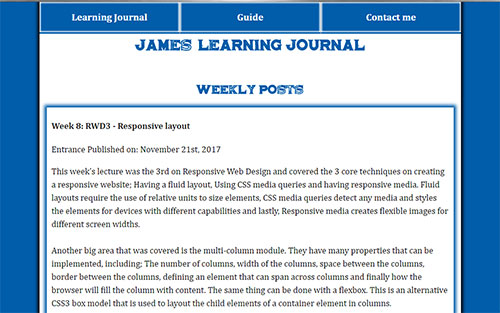 Learning Journal Guide Contact me
JAMES LEARNING JOURNAL
WEEKLY POSTS
Week 8: RWD3 - Responsive layout
Entrance Published on: November 21st, 2017
This week's lecture was the 3rd on Responsive Web Design and covered the 3 core techniques on creating
a responsive website; Having a fluid layout, Using CSS media queries and having responsive media. Fluid
layouts require the use of relative units to size elements, CSS media queries detect any media and styles
the elements for devices with different capabilities and lastly, Responsive media creates flexible images for
different screen widths.
Another big area that was covered is the multi-column module. They have many properties that can be
implemented, including; The number of columns, width of the columns, space between the columns,
border between the columns, defining an element that can span across columns and finally how the
browser will fill the column with content. The same thing can be done with a flexbox. This is an alternative
CSS3 box model that is used to layout the child elements of a container element in columns.